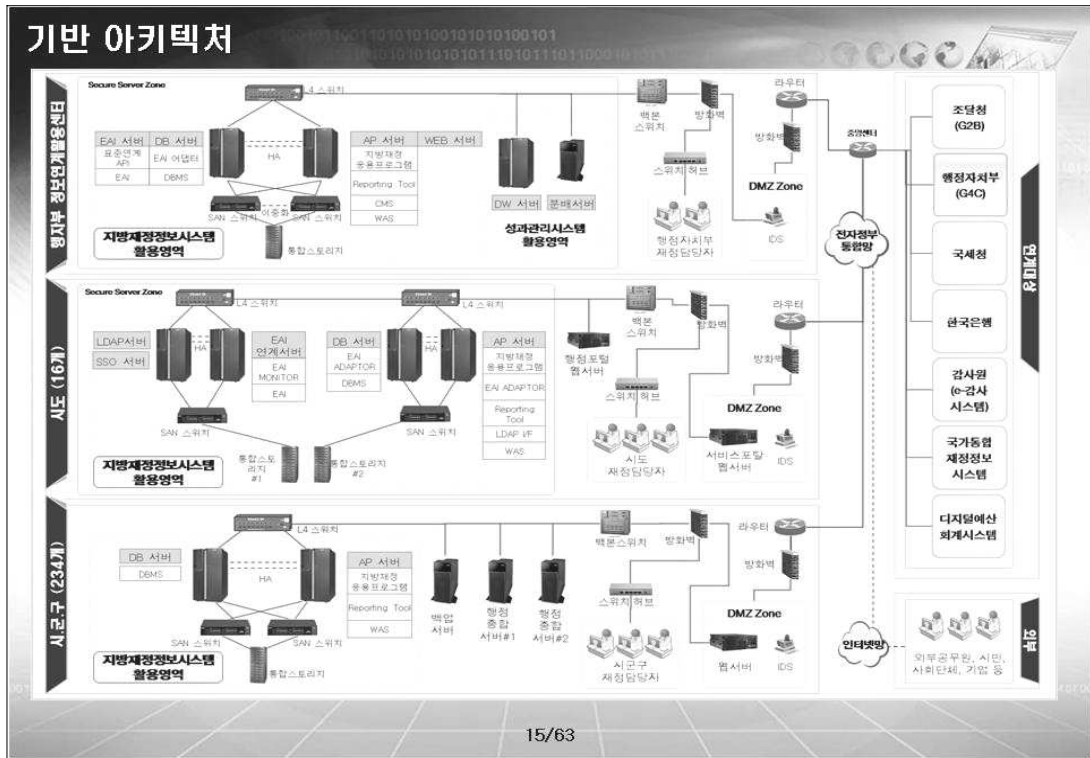 기반 아키텍처
행자부 정보연계활용센터
Secure Server Zone
L4 스위치
EAI 서버
표준연계
API
EAI
DB 서버
EAI 어댑터
DBMS
HA
AP 서버
WEB 서버
지방재정
응용프로그램
Reporting Tool
CMS
WAS
SAN 스위치
이중화
SAN 스위치
통합스토리지
지방재정정보시스템
활용영역
DW 서버
분배서버
성과관리시스템
활용영역
백본
스위치
방화벽
스위치 허브
행정자치부
재정담당자
라우터
방화벽
DMZ Zone
IDS
시도 (16개)
Secure Server Zone
L4 스위치
L4 스위치
LDAP서버
SSO 서버
HA
EAI
연계서버
EAI
MONITOR
EAI
DB 서버
EAI
ADAPTOR
DBMS
HA
AP 서버
지방재정
응용프로그램
EAI ADAPTOR
Reporting
Tool
LDAP I/F
WAS
SAN 스위치
SAN 스위치
통합스토
리지
#1
통합스토
리지
#2
지방재정정보시스템
활용영역
행정포털
웹서버
백본
스위치
방화벽
스위치 허브
시도
재정담당자
라우터
방화벽
DMZ Zone
서비스포탈
웹서버
IDS
시군.구 (234개)
L4 스위치
DB 서버
DBMS
HA
AP 서버
지방재정
응용프로그램
Reporting Tool
WAS
SAN 스위치
SAN 스위치
통합스토리지
지방재정정보시스템
활용영역
백업
서버
행정
종합
서버#1
행정
종합
서버#2
백본스위치
방화벽
스위치 허브
시군구
재정담당자
라우터
방화벽
DMZ Zone
웹서버
IDS
전자정부
통합망
인터넷망
연계대상
조달청
(G2B)
행정자치부
(G4C)
국세청
한국은행
감사원
(e-감사
시스템)
국가통합
재정정보
시스템
디지털예산
회계시스템
외부
외부공무원, 시민,
사회단체, 기업 등
15/63